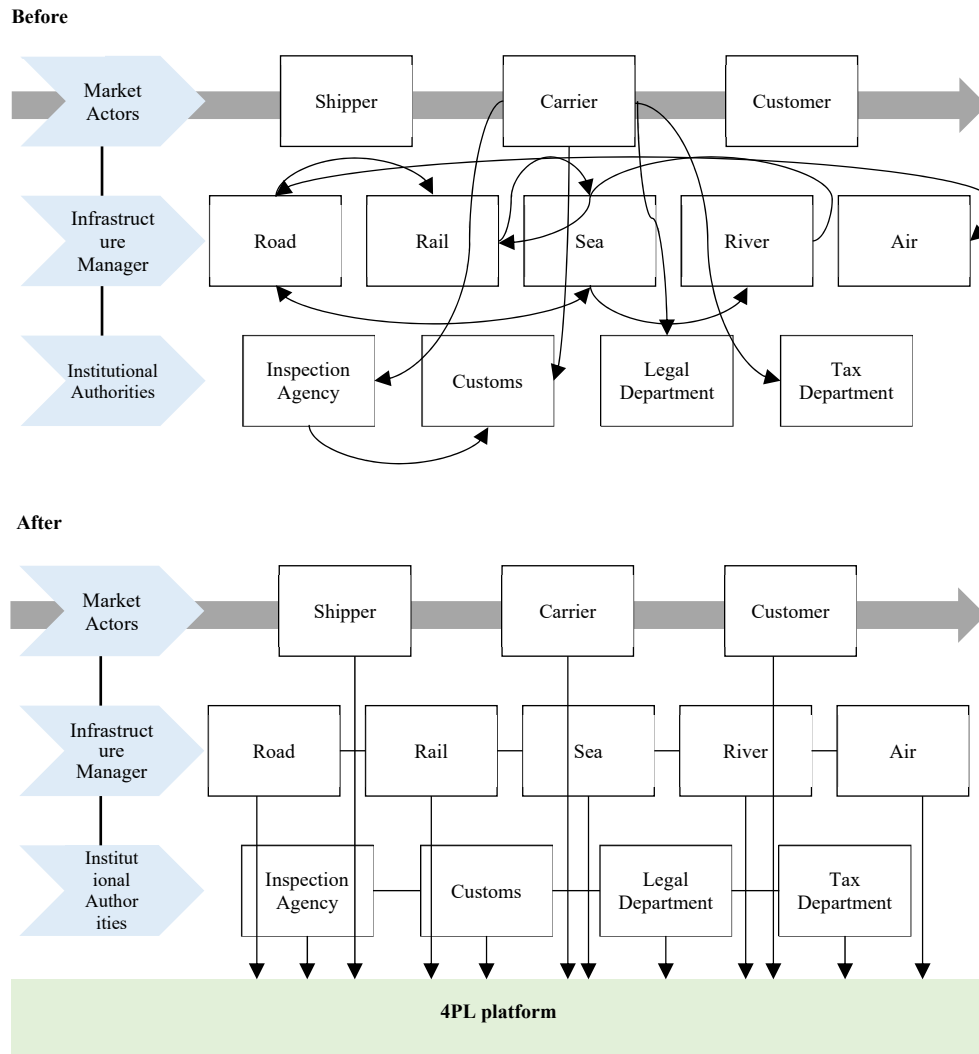 Before
Market
Actors
Shipper
Carrier
Customer
Infrastruct
ure
Manager
Road
Rail
Sea
River
Air
Institutional
Authorities
Inspection
Agency
Customs
Legal
Department
Tax
Department
After
Market
Actors
Shipper
Carrier
Customer
Infrastruct
ure
Manager
Road
Rail
Sea
River
Air
Institut
ional
Author
ities
Inspection
Agency
Customs
Legal
Department
Tax
Department
4PL platform